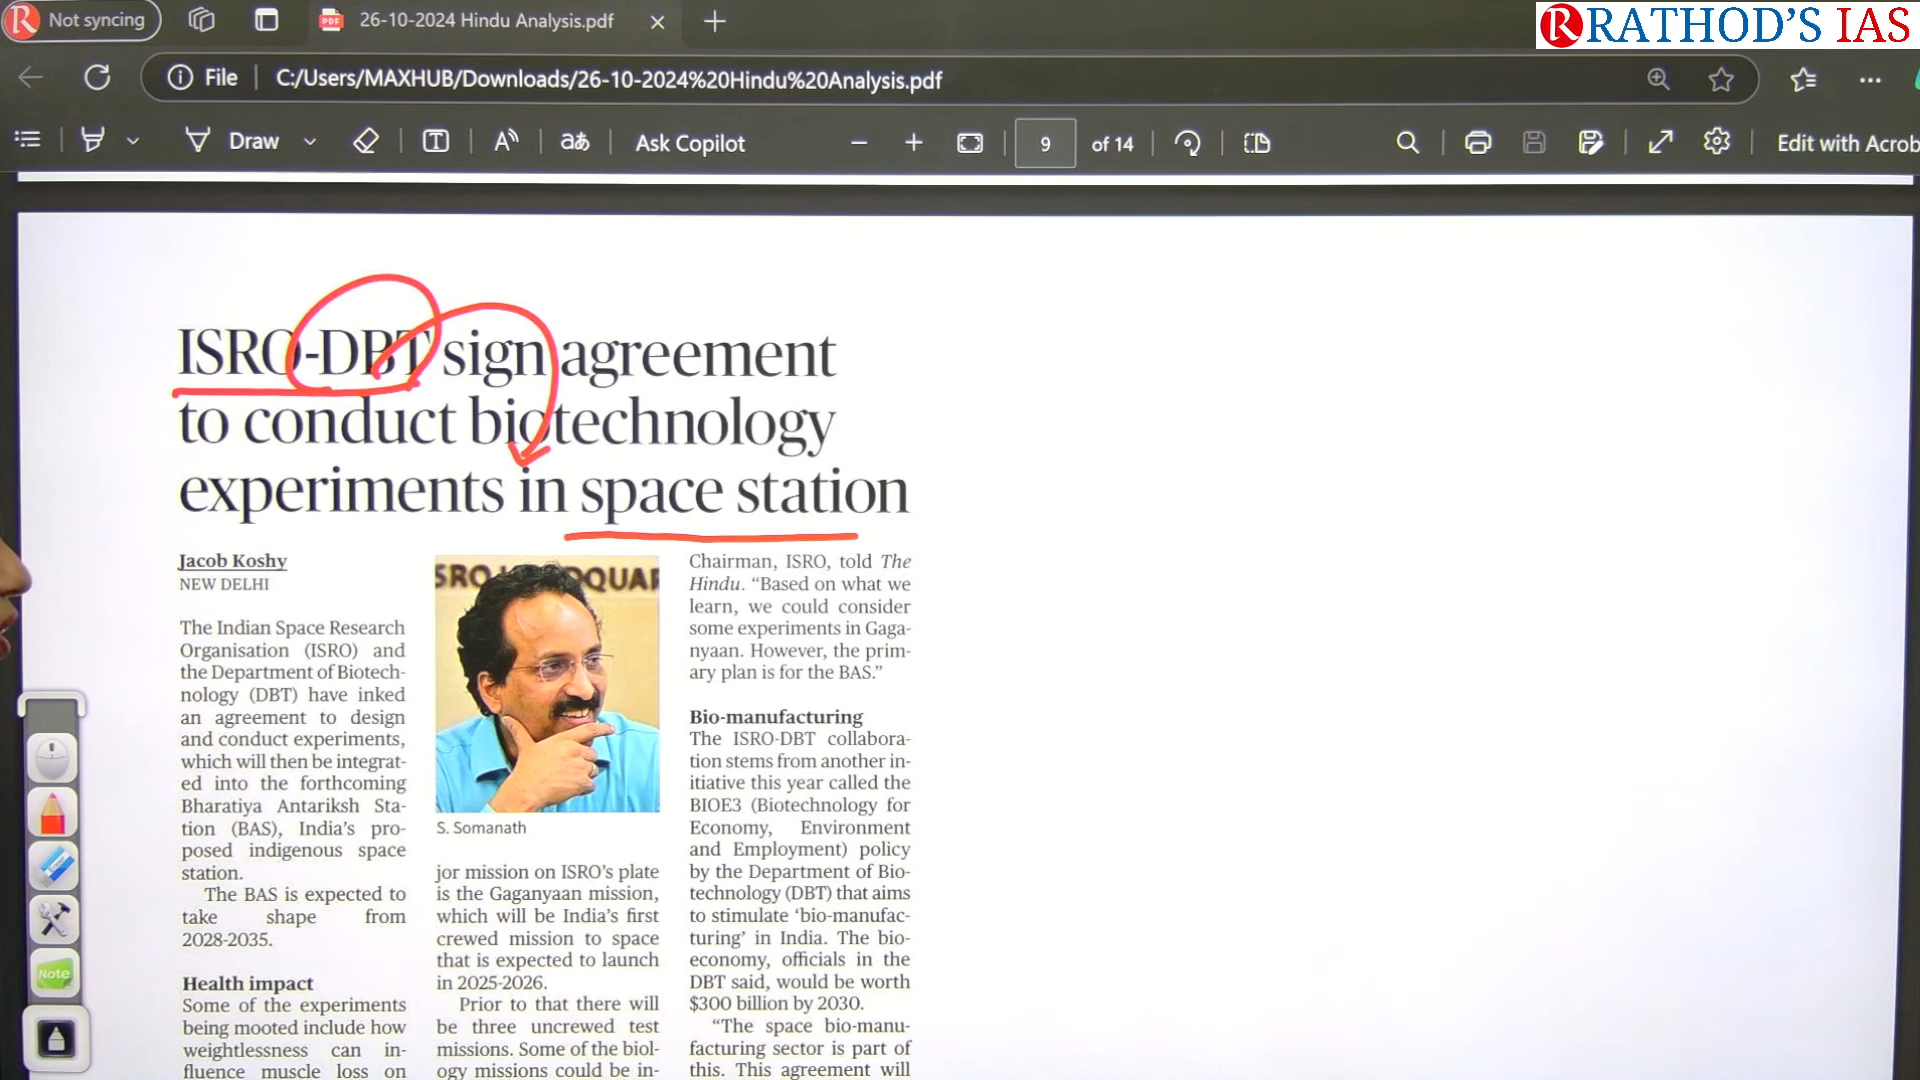 Not syncing
26-10-2024 Hindu Analysis.pdf
RATHOD'S IAS
File
C:/Users/MAXHUB/Downloads/26-10-2024%20Hindu%20Analysis.pdf
Draw
Ask Copilot
9 of 14
Edit with Acrob
ISRO-DBT sign agreement
to conduct biotechnology
experiments in space station
Jacob Koshy
NEW DELHI
The Indian Space Research
Organisation (ISRO) and
the Department of Biotech-
nology (DBT) have inked
an agreement to design
and conduct experiments,
which will then be integrat-
ed into the forthcoming
Bharatiya Antariksh Sta-
tion (BAS), India's pro-
posed indigenous space
station.
The BAS is expected to
take shape from
2028-2035.
Health impact
Some of the experiments
being mooted include how
weightlessness can in-
fluence muscle loss on
SRO HEADQUAR
S. Somanath
jor mission on ISRO's plate
is the Gaganyaan mission,
which will be India's first
crewed mission to space
that is expected to launch
in 2025-2026.
Prior to that there will
be three uncrewed test
missions. Some of the biol-
ogy missions could be in-
Chairman, ISRO, told The
Hindu. “Based on what we
learn, we could consider
some experiments in Gaga-
nyaan. However, the prim-
ary plan is for the BAS.”
Bio-manufacturing
The ISRO-DBT collabora-
tion stems from another in-
itiative this year called the
BIOE3 (Biotechnology for
Economy, Environment
and Employment) policy
by the Department of Bio-
technology (DBT) that aims
to stimulate ‘bio-manufac-
turing’ in India. The bio-
economy, officials in the
DBT said, would be worth
$300 billion by 2030.
“The space bio-manu-
facturing sector is part of
this. This agreement will
Note